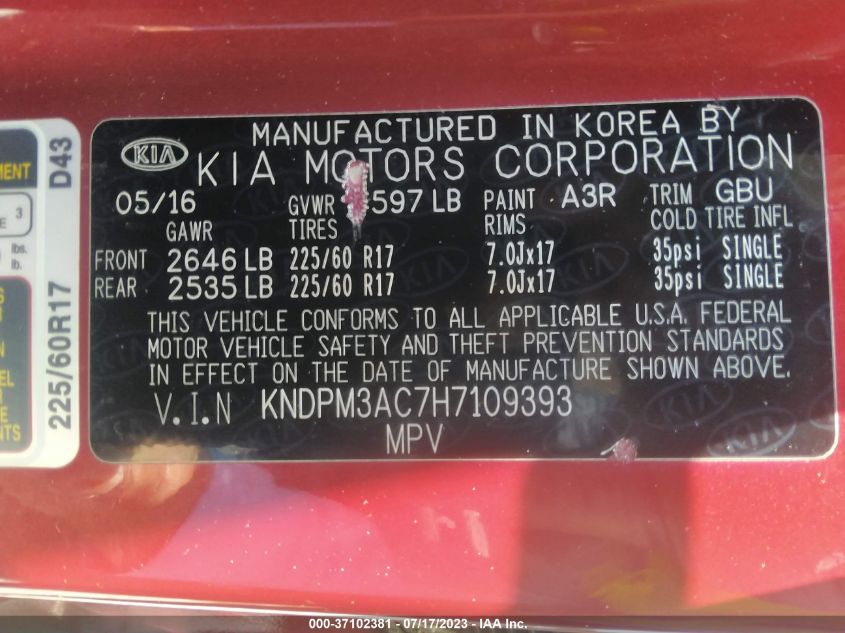 MANUFACTURED IN KOREA BY
KIA KIA MOTORS CORPORATION
05/16 GVWR 597 LB PAINT A3R TRIM GBU
GAWR TIRES RIMS COLD TIRE INFL
FRONT 2646 LB 225/60 R17 7.0Jx17 35psi SINGLE
REAR 2535 LB 225/60 R17 7.0Jx17 35psi SINGLE
THIS VEHICLE CONFORMS TO ALL APPLICABLE U.S.A. FEDERAL
MOTOR VEHICLE SAFETY AND THEFT PREVENTION STANDARDS
IN EFFECT ON THE DATE OF MANUFACTURE SHOWN ABOVE.
V.I.N KNDPM3AC7H7109393
MPV
225/60R17 D43
3
lbs.
lb.
000-37102381 - 07/17/2023 - IAA Inc.